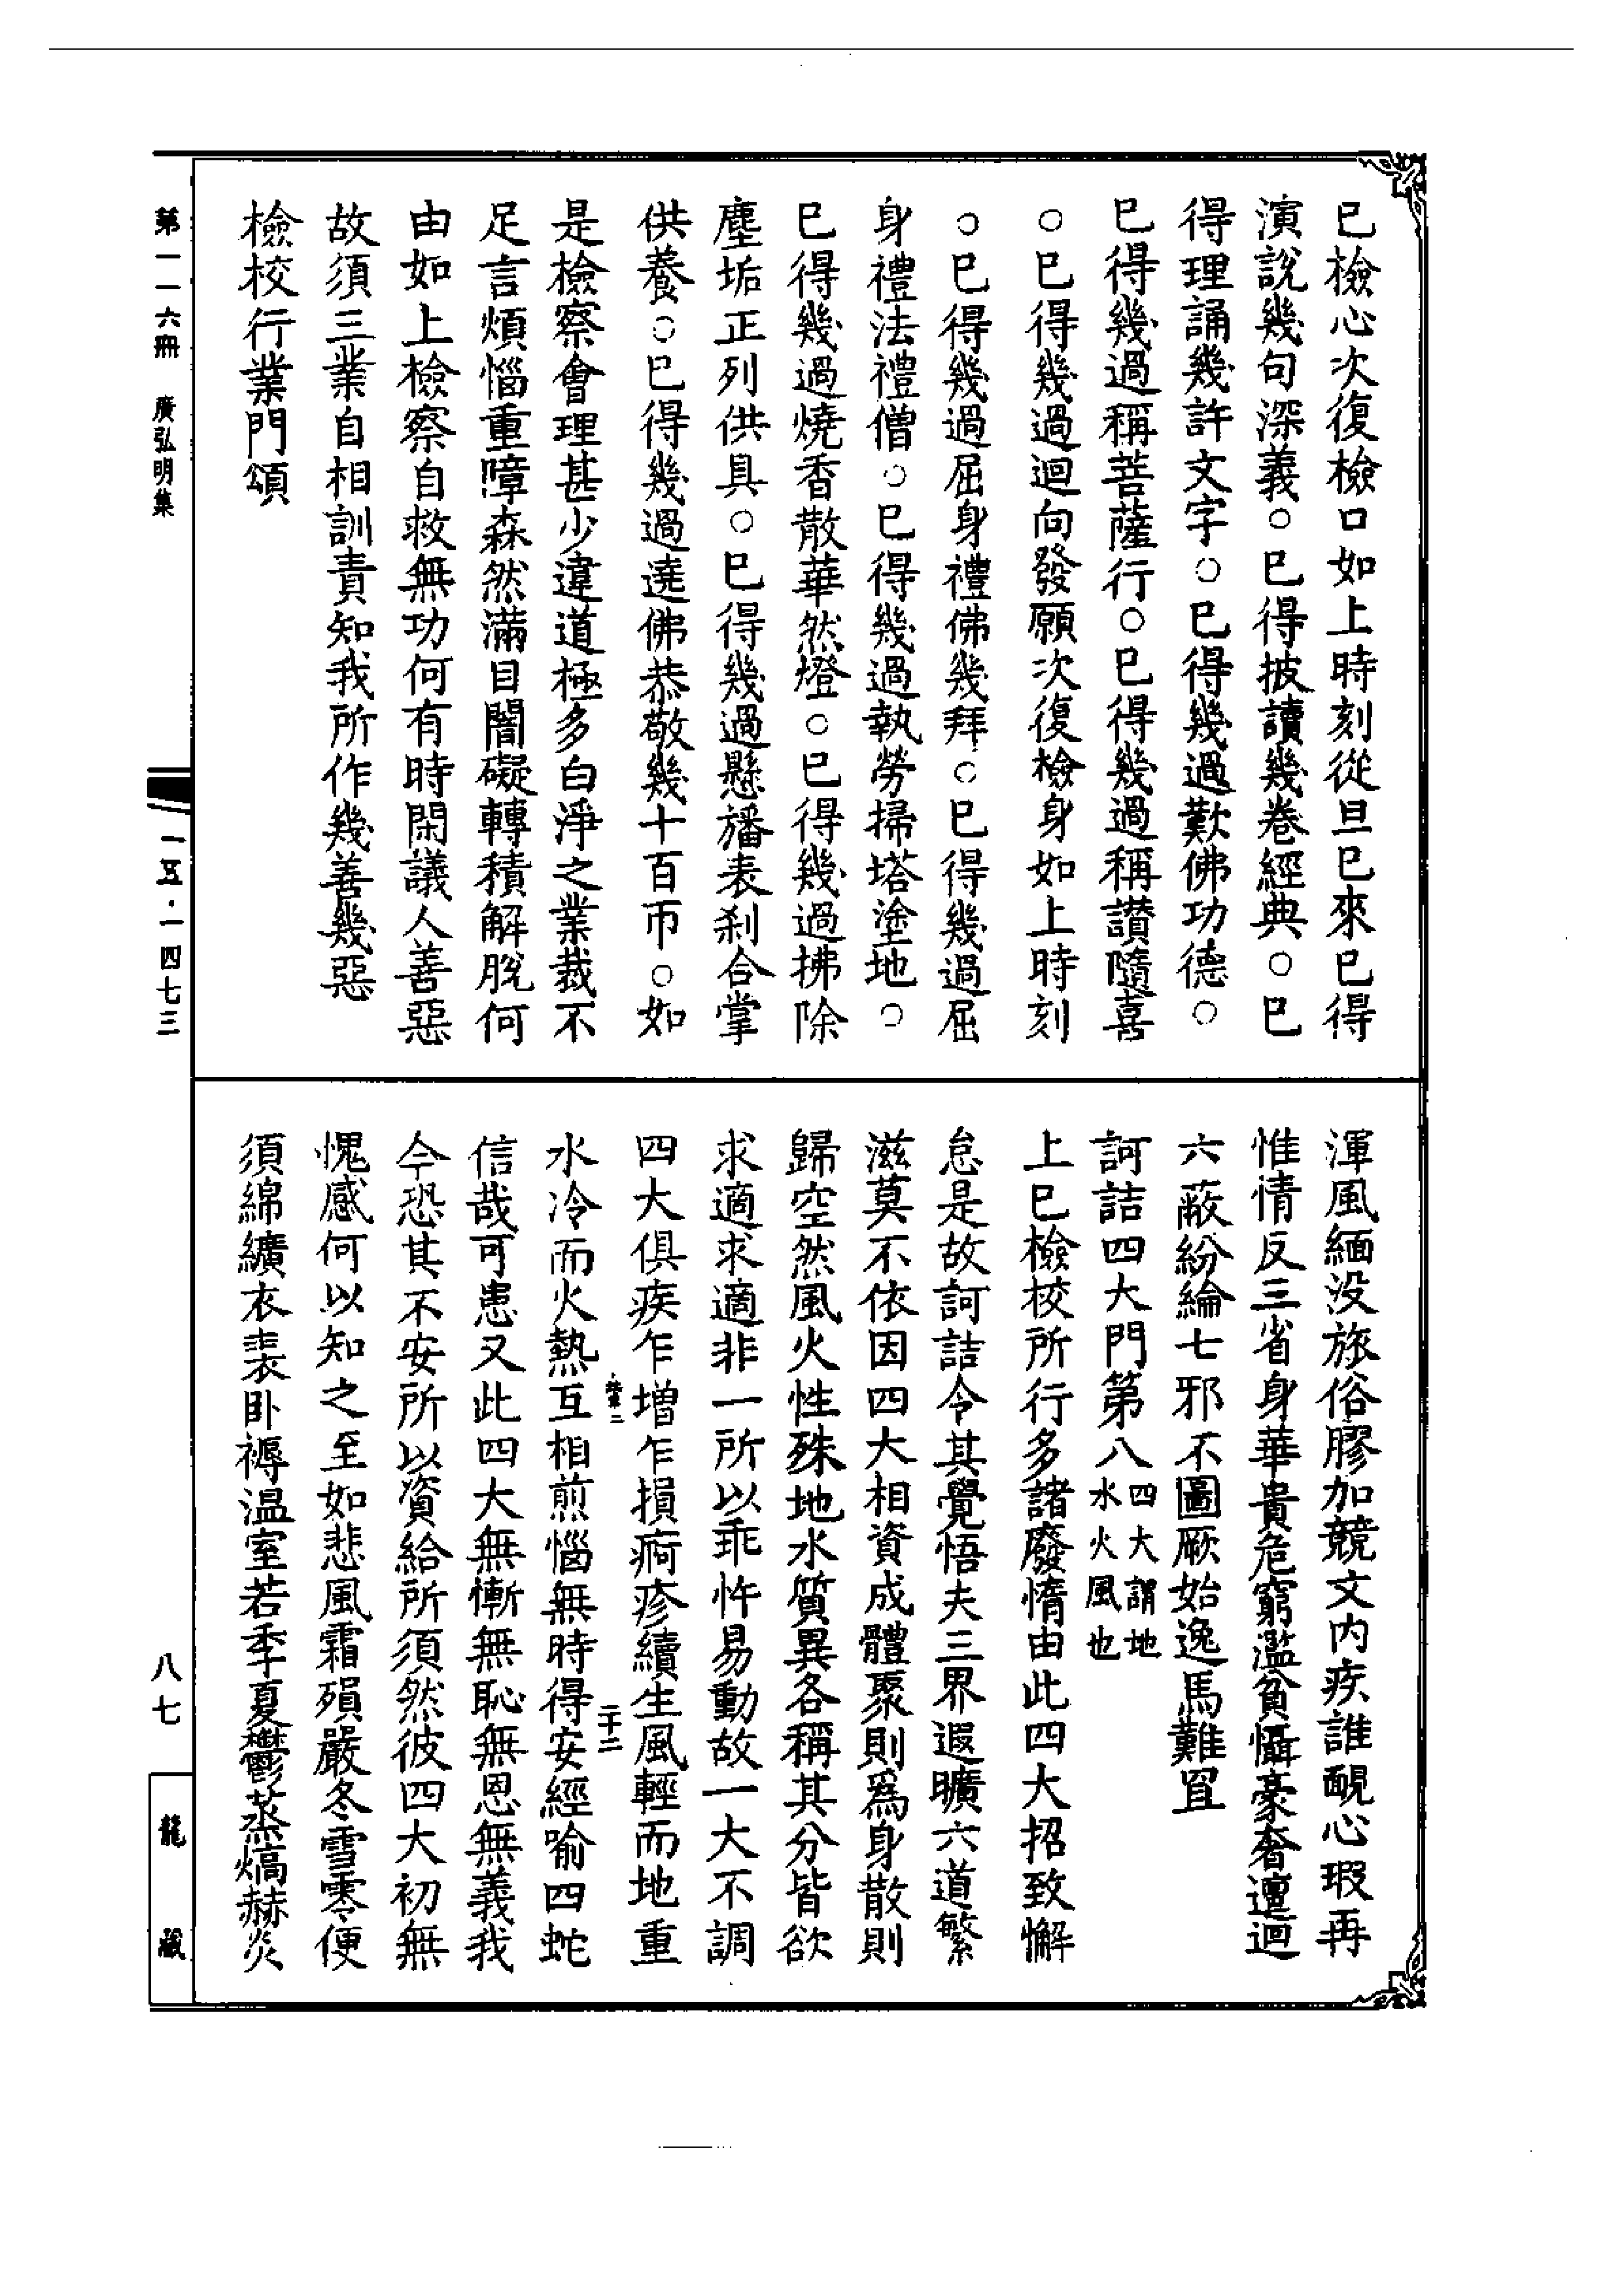 已檢心次復檢口如上時刻從旦已來已得
演說幾句深義○已得披讀幾卷經典○已
得理誦幾許文字○已得幾過歎佛功德○
已得幾過稱菩薩行○已得幾過稱讚隨喜
○已得幾過迴向發願次復檢身如上時刻
○已得幾過屈身禮佛幾拜○已得幾過屈
身禮法禮僧○已得幾過執勞掃塔塗地○
已得幾過燒香散華然燈○已得幾過拂除
塵垢正列供具○已得幾過懸旛表刹合掌
供養○已得幾過遶佛恭敬幾十百帀○如
是檢察會理甚少違道極多白淨之業裁不
足言煩惱重障森然滿目闇礙轉積解脫何
由如上檢察自救無功何有時閑議人善惡
故須三業自相訓責知我所作幾善幾惡
檢校行業門頌
渾風緬没旅俗膠加競文内疾誰覿心瑕再
惟情反三省身華貴危窮濫貧懾豪奢邅迴
六蔽紛綸七邪不圖厥始逸馬難罝
訶詰四大門第八四大謂地水火風也
上已檢校所行多諸廢惰由此四大招致懈
怠是故訶詰令其覺悟夫三界遐曠六道繁
滋莫不依因四大相資成體聚則爲身散則
歸空然風火性殊地水質異各稱其分皆欲
求適求適非一所以乖忤易動故一大不調
四大俱疾乍增乍損痾疹續生風輕而地重
水冷而火熱互相煎惱無時得安經喻四蛇
信哉可患又此四大無慚無恥無恩無義我
今恐其不安所以資給所須然彼四大初無
愧感何以知之至如悲風霜殞嚴冬雪零便
須綿纊衣裘卧褥温室若季夏鬱蒸熇赫炎
第一一六冊 廣弘明集
一五·一四七三
八七
龍藏
二十二